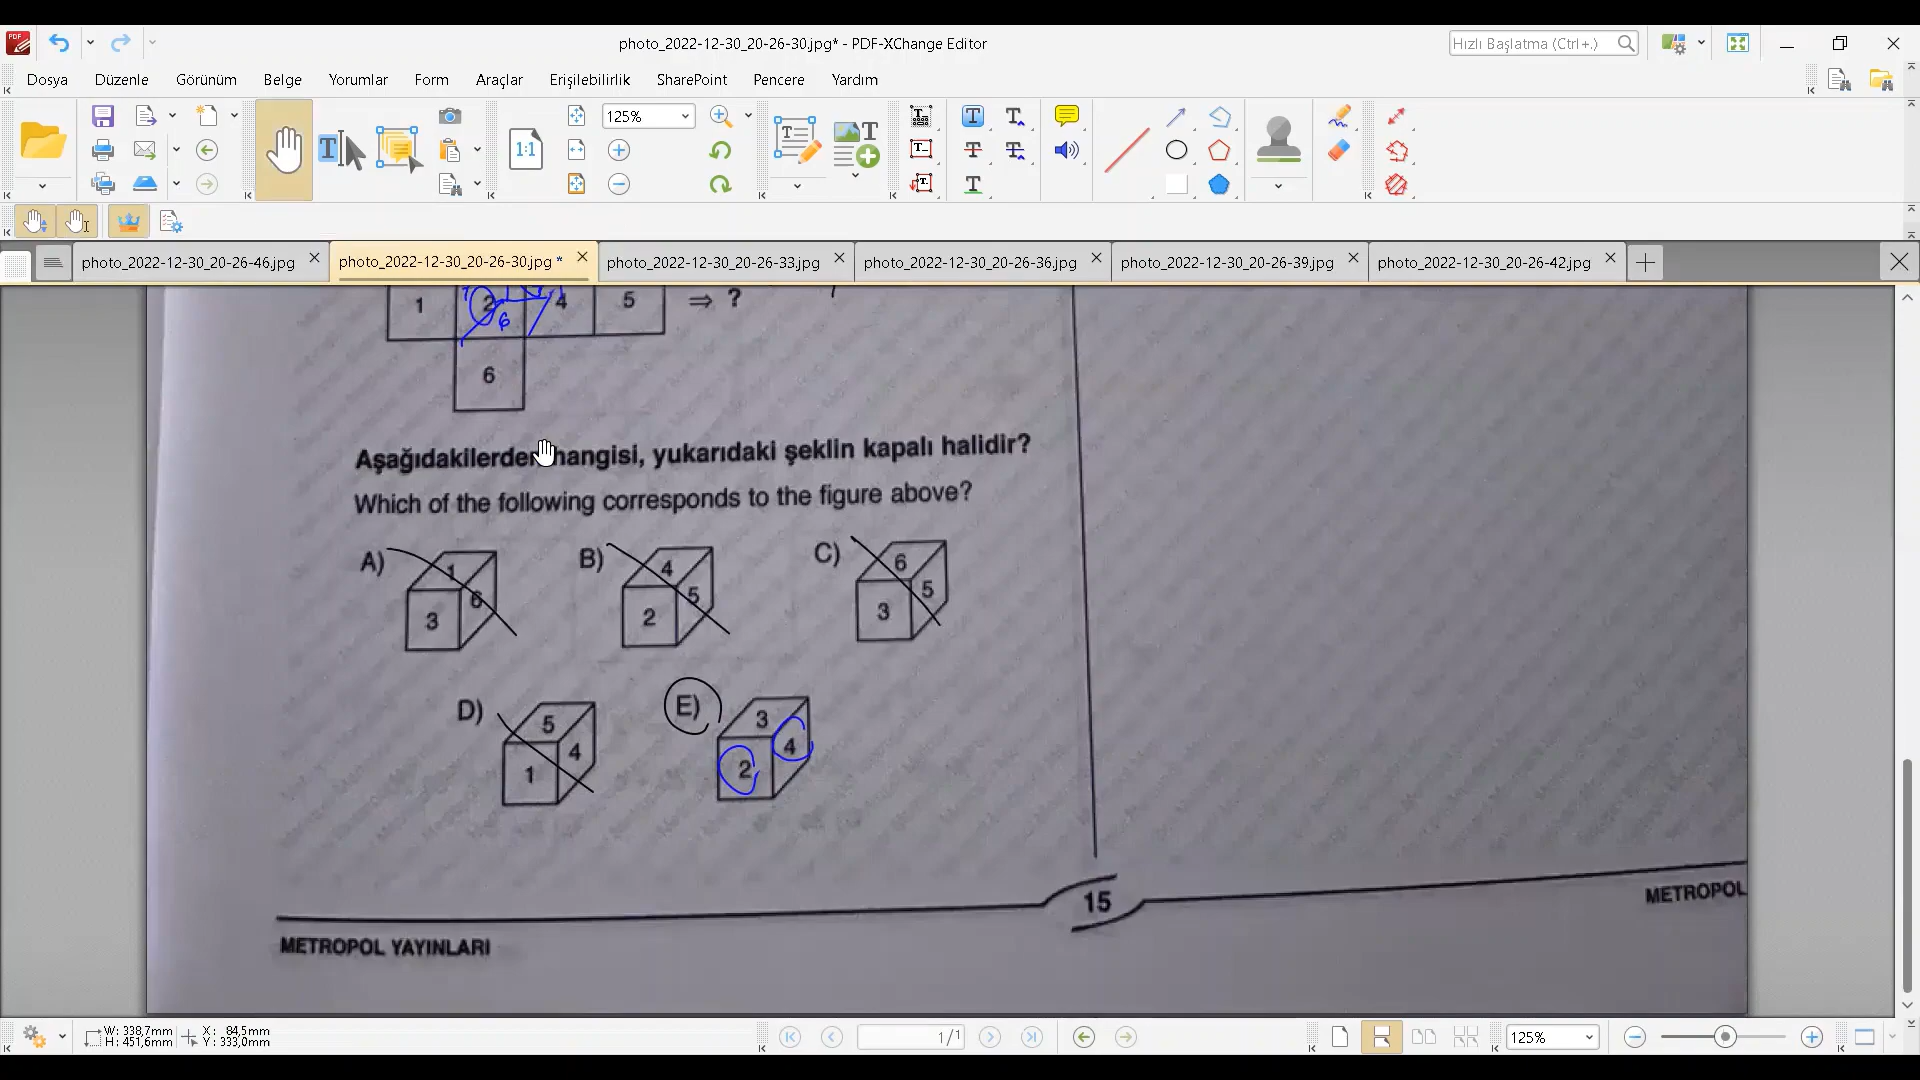 photo_2022-12-30_20-26-30.jpg* - PDF-XChange Editor
Hızlı Başlatma (Ctrl+.)
Dosya Düzenle Görünüm Belge Yorumlar Form Araçlar Erişilebilirlik SharePoint Pencere Yardım
125%
1:1
photo_2022-12-30_20-26-46.jpg photo_2022-12-30_20-26-30.jpg * photo_2022-12-30_20-26-33.jpg photo_2022-12-30_20-26-36.jpg photo_2022-12-30_20-26-39.jpg photo_2022-12-30_20-26-42.jpg
1 2 4 5 ⇒ ?
6
6
Aşağıdakilerden hangisi, yukarıdaki şeklin kapalı halidir?
Which of the following corresponds to the figure above?
A) 1 6 3
B) 4 5 2
C) 6 5 3
D) 5 4 1
E) 3 4 2
15
METROPOL YAYINLARI
METROPOL
W: 338,7mm
H: 451,6mm
X: 84,5mm
Y: 333,0mm
1/1
125%